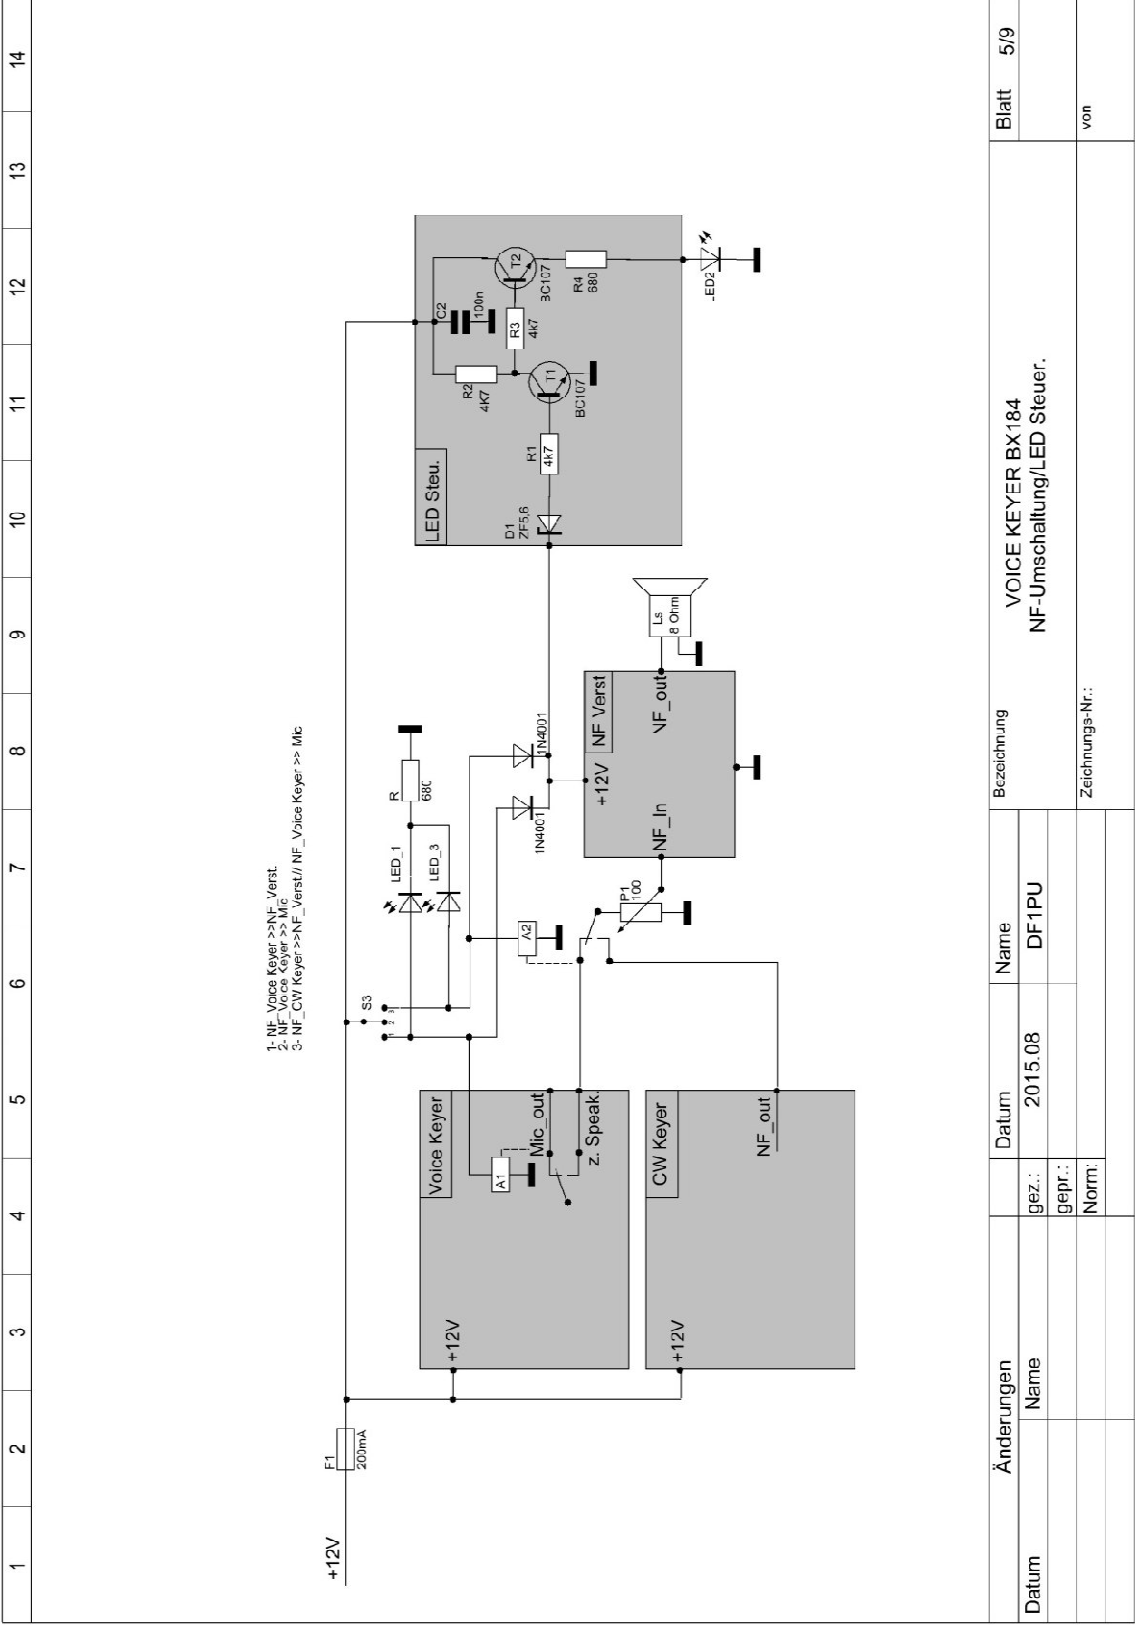 1 2 3 4 5 6 7 8 9 10 11 12 13 14
1- NF_Voice Keyer >>NF_Verst.
2- NF_Voice Keyer >> Mic
3- NF_CW Keyer >>NF_Verst.// NF_Voice Keyer >> Mic
+12V
F1
200mA
S3
1
2
3
LED_1
LED_3
R
680
1N4001
1N4001
A2
P1
100
Voice Keyer
+12V
A1
Mic_out
z. Speak.
CW Keyer
+12V
NF_out
NF Verst
+12V
NF_In
NF_out
Ls
8 Ohm
LED Steu.
D1
ZF5,6
R1
4k7
R2
4K7
T1
BC107
C2
100n
R3
4k7
T2
BC107
R4
680
LED2
Änderungen
Datum
Name
Datum
Name
gez.:
2015.08
DF1PU
gepr.:
Norm:
Bezeichnung
VOICE KEYER BX184
NF-Umschaltung/LED Steuer.
Zeichnungs-Nr.:
Blatt 5/9
von